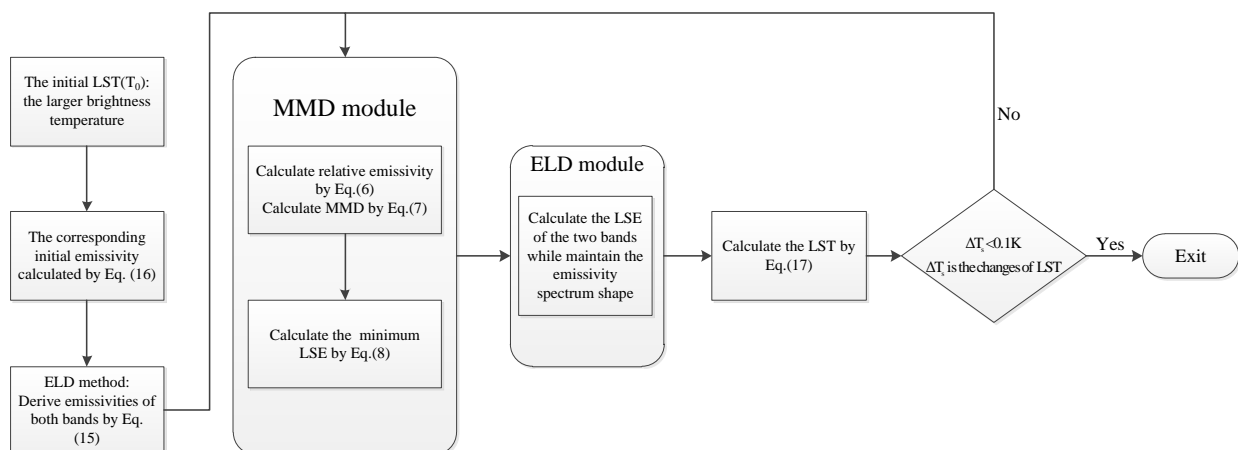 The initial LST(T0):
the larger brightness
temperature
The corresponding
initial emissivity
calculated by Eq. (16)
ELD method:
Derive emissivities of
both bands by Eq.
(15)
MMD module
Calculate relative emissivity
by Eq.(6)
Calculate MMD by Eq.(7)
Calculate the minimum
LSE by Eq.(8)
ELD module
Calculate the LSE
of the two bands
while maintain the
emissivity
spectrum shape
Calculate the LST by
Eq.(17)
ΔTs<0.1K
ΔTs is the changes of LST
No
Yes
Exit